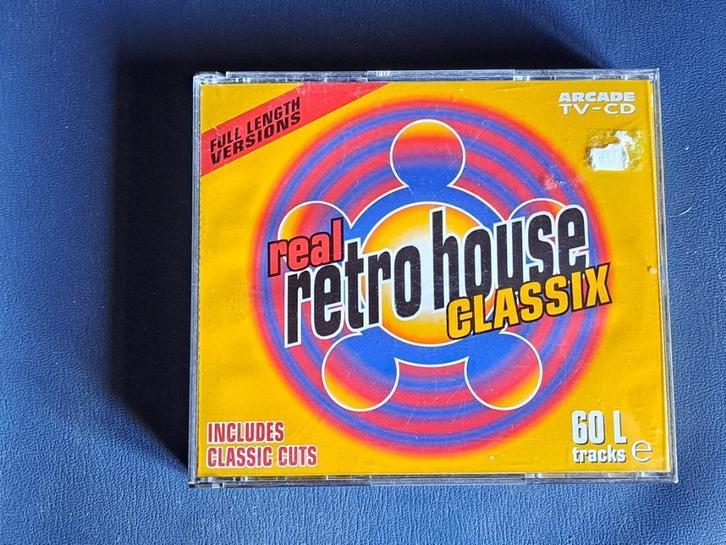 FULL LENGTH
VERSIONS
ARCADE
TV-CD
real
retro house
CLASSIX
INCLUDES
CLASSIC CUTS
60 L
tracks e